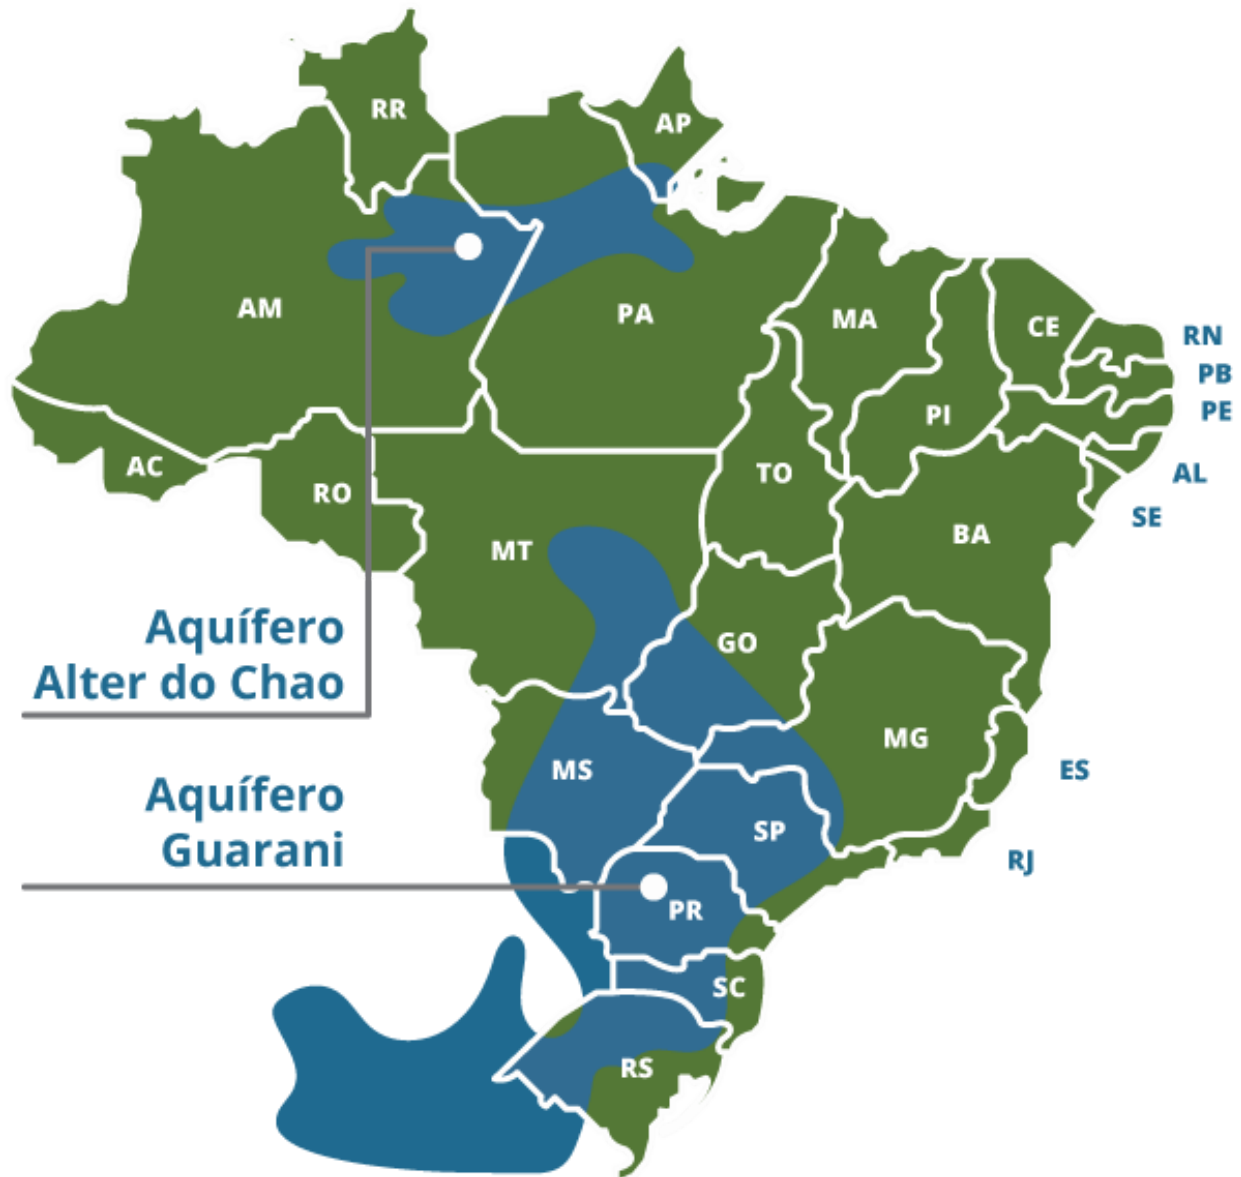 RR
AP
AM
PA
MA
CE
RN
PB
PE
PI
AC
RO
TO
AL
SE
MT
BA
Aquífero
Alter do Chao
GO
MG
MS
ES
Aquífero
Guarani
SP
RJ
PR
SC
RS